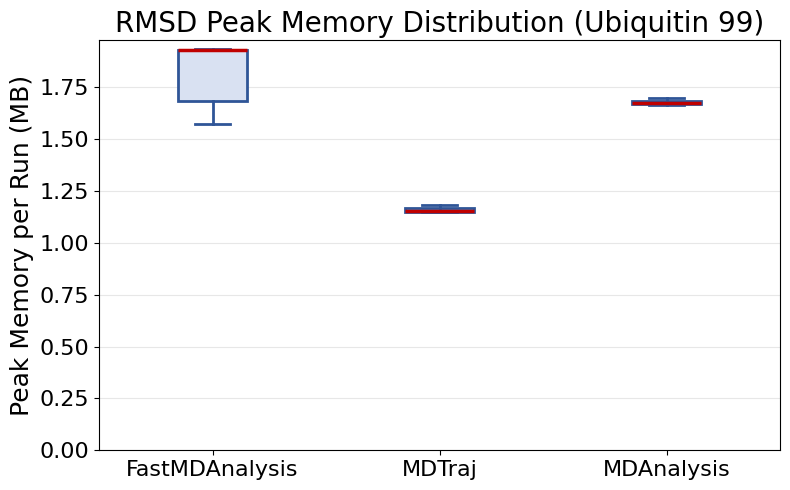 RMSD Peak Memory Distribution (Ubiquitin 99)
Peak Memory per Run (MB)
1.75
1.50
1.25
1.00
0.75
0.50
0.25
0.00
FastMDAnalysis MDTraj MDAnalysis